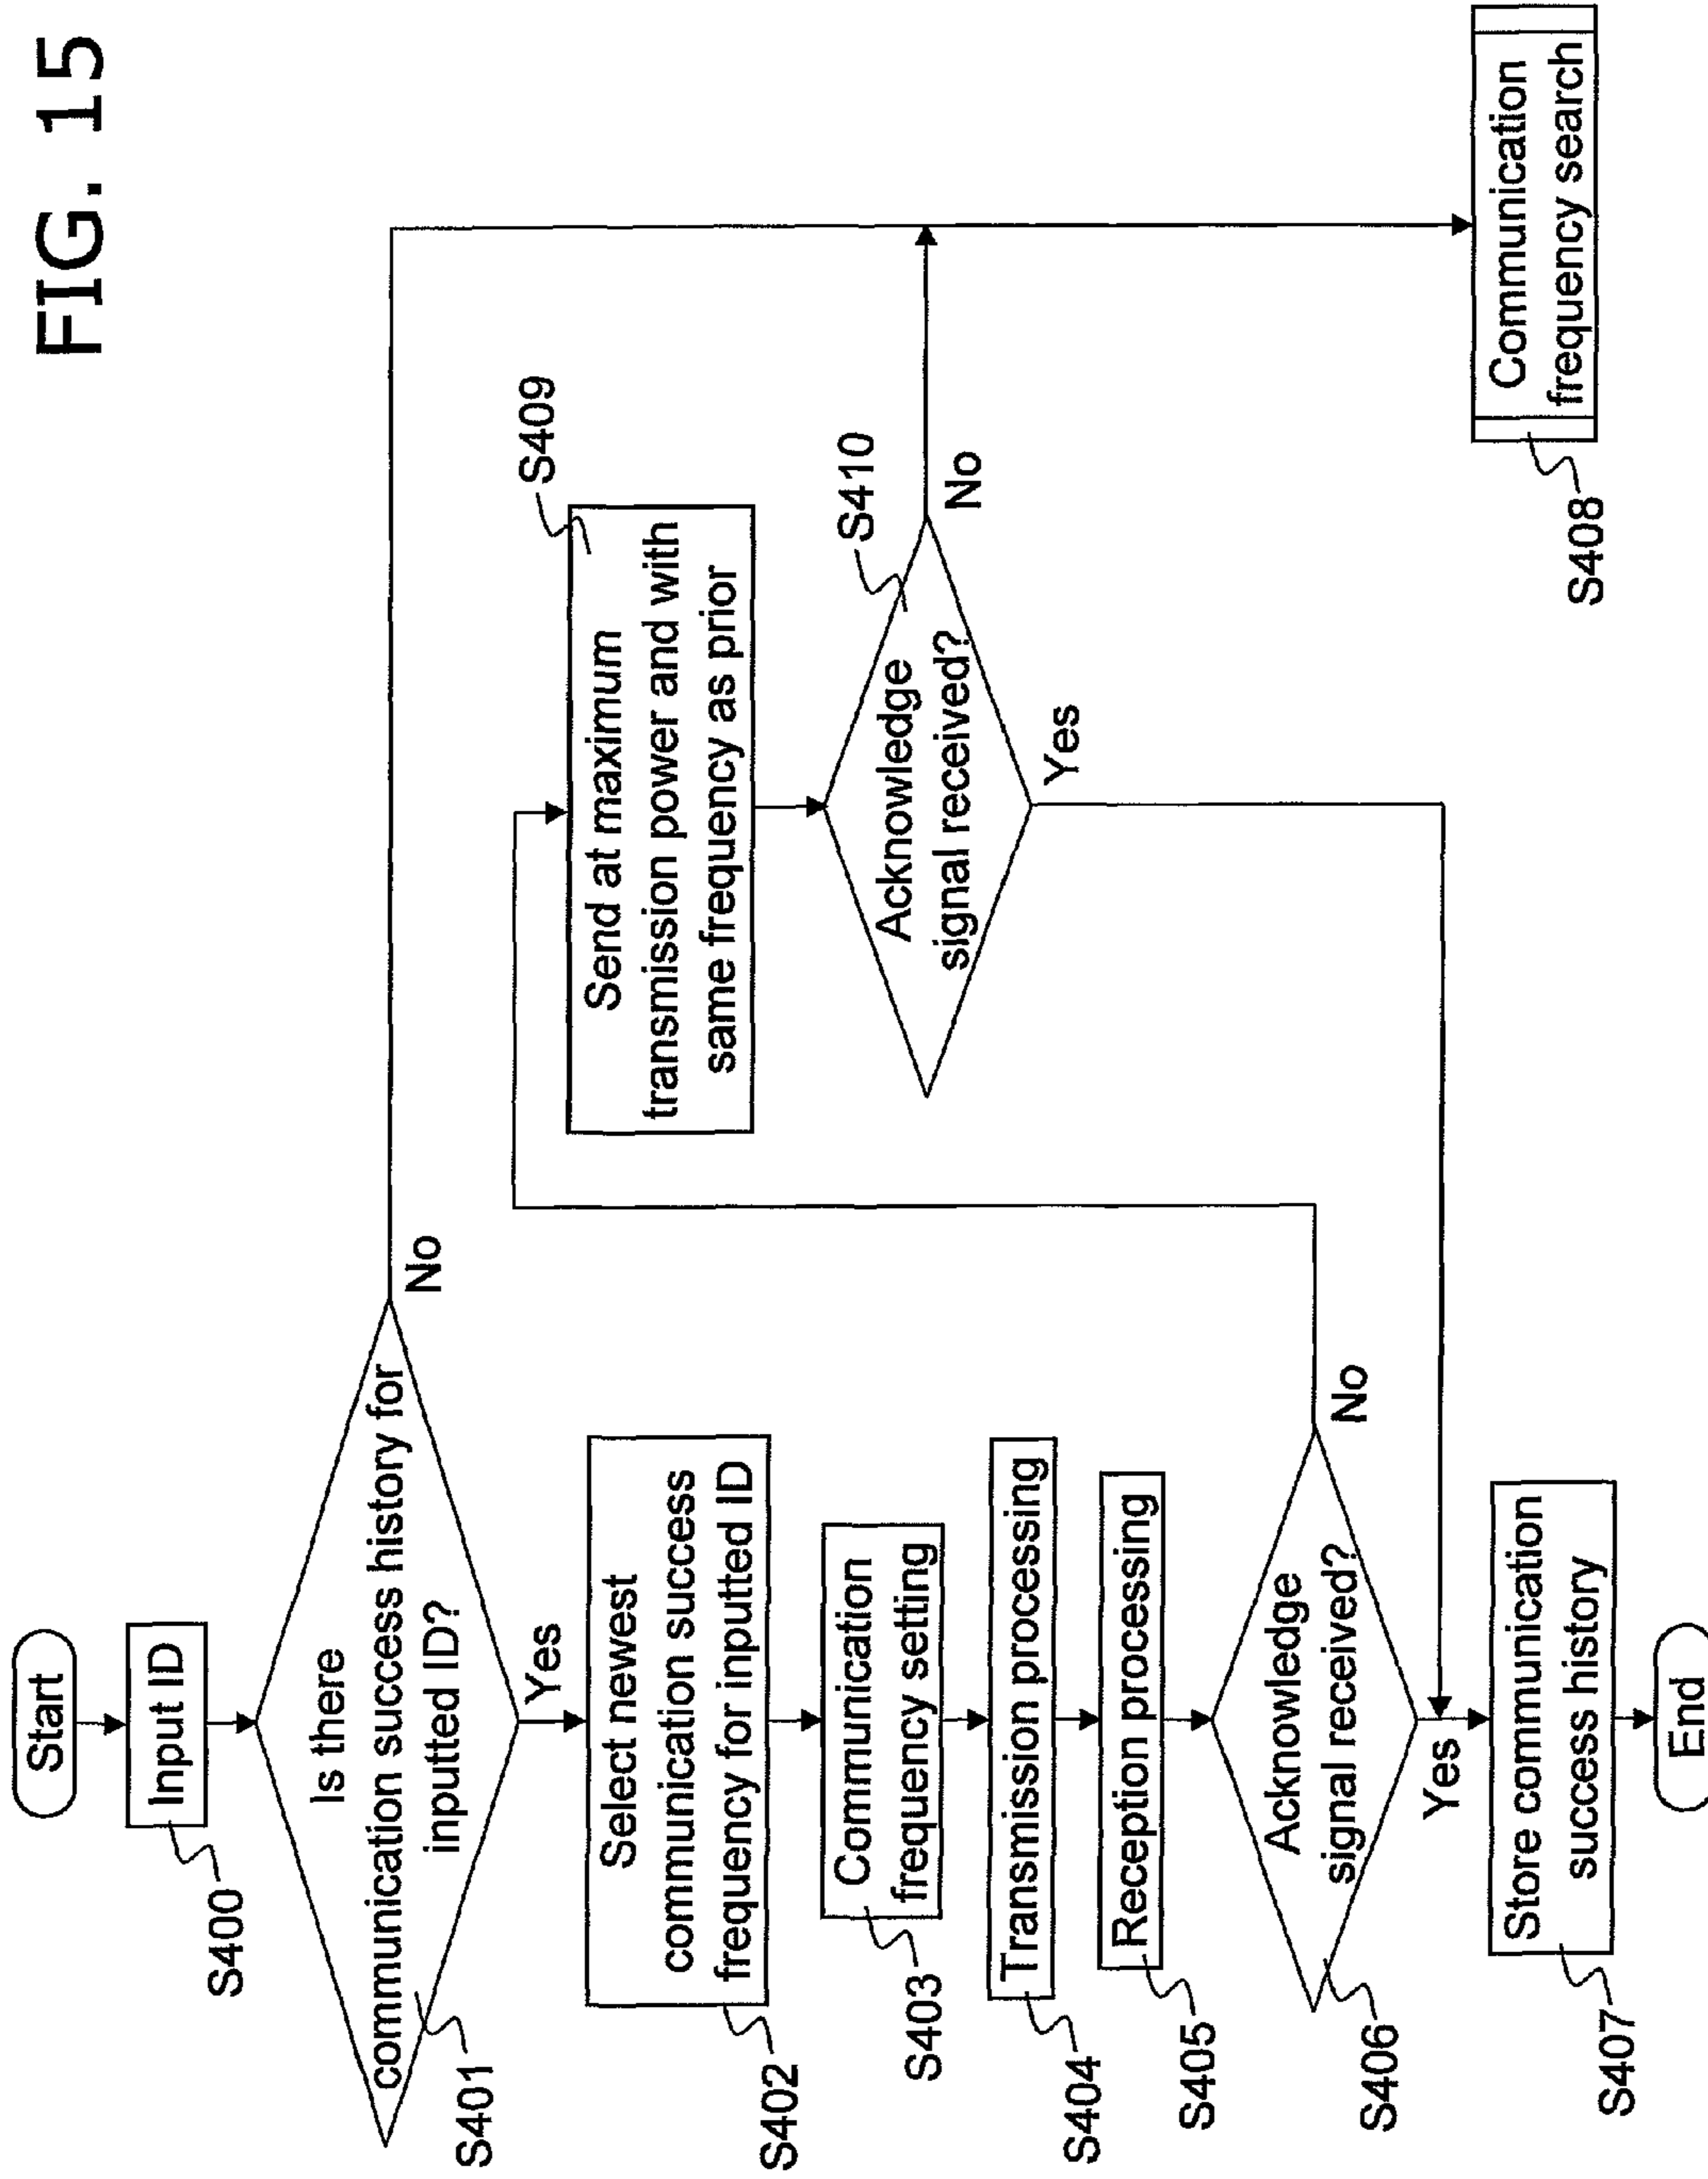 FIG. 15
Start
Input ID
S400
Is there
communication success history for
inputted ID?
S401
No
Yes
Select newest
communication success
frequency for inputted ID
S402
Communication
frequency setting
S403
Transmission processing
S404
Reception processing
S405
Acknowledge
signal received?
S406
No
Yes
Store communication
success history
S407
End
Send at maximum
transmission power and with
same frequency as prior
S409
Acknowledge
signal received?
S410
No
Yes
Communication
frequency search
S408